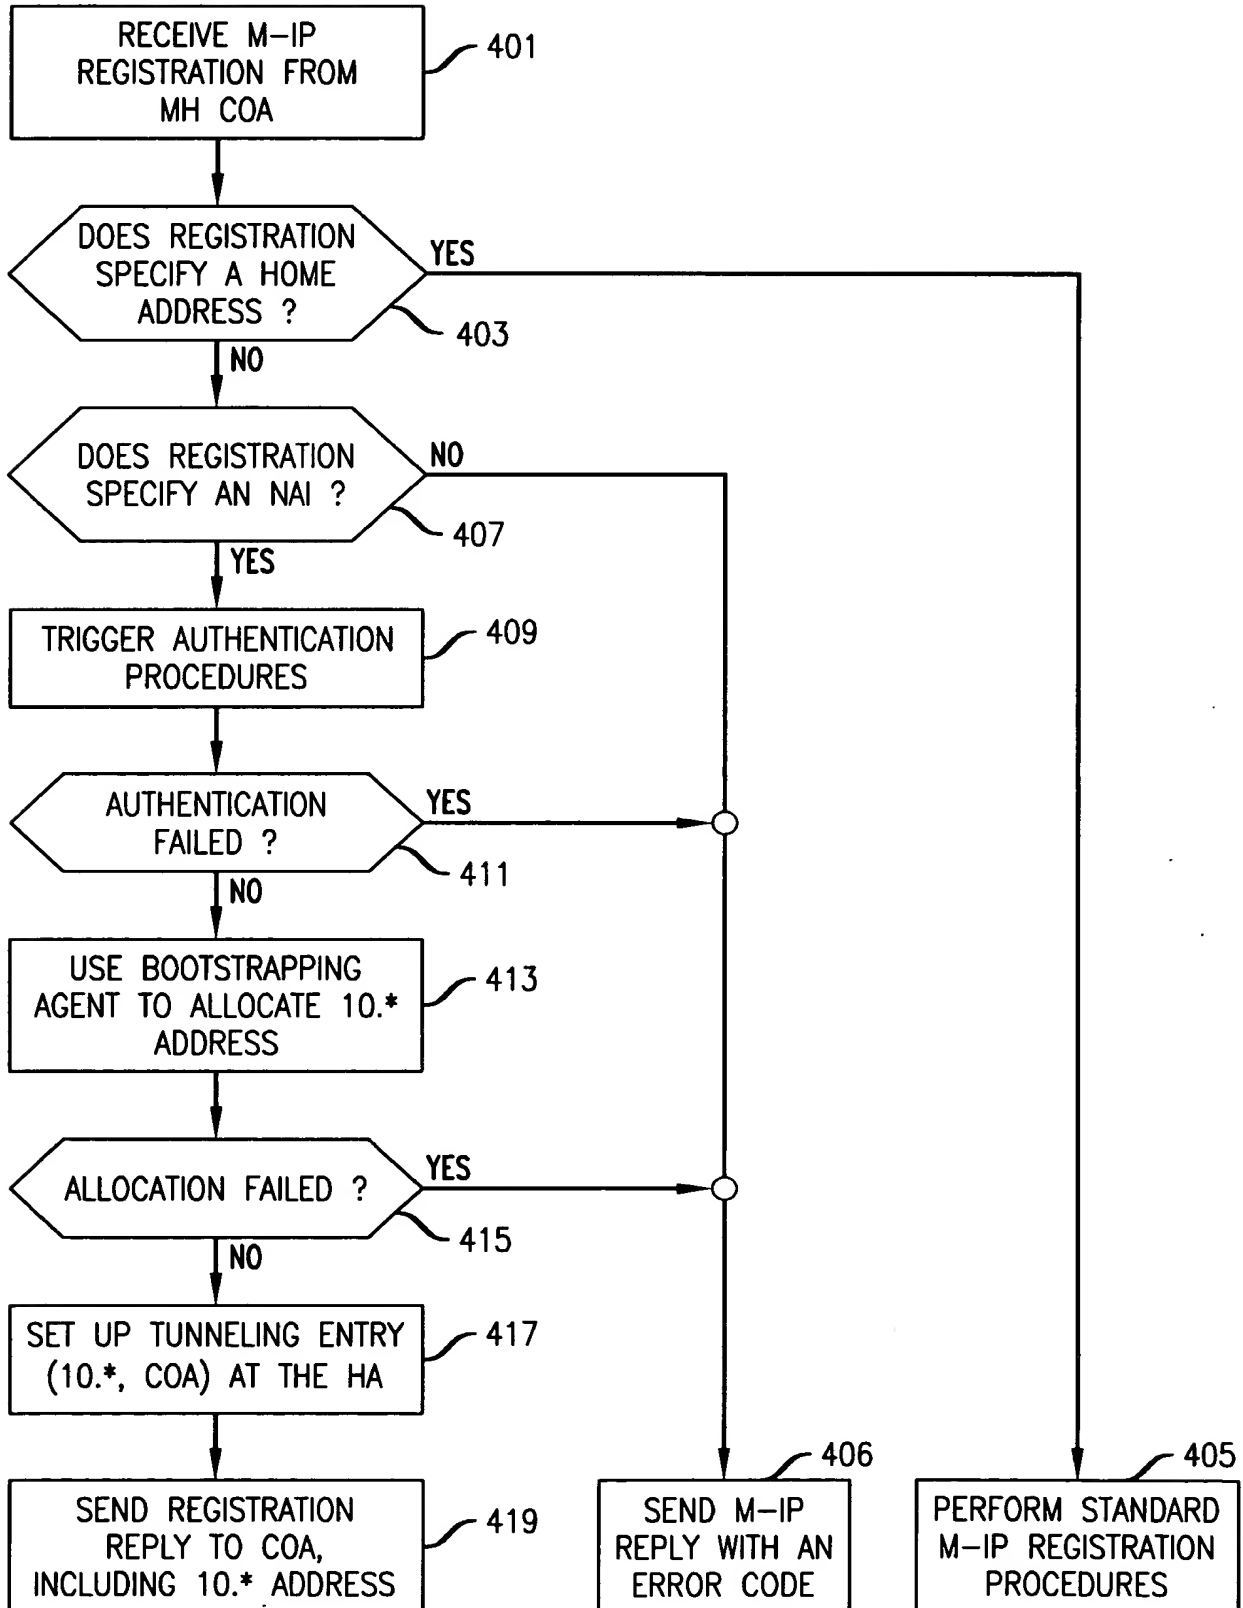 RECEIVE M-IP
REGISTRATION FROM
MH COA
401
DOES REGISTRATION
SPECIFY A HOME
ADDRESS ?
YES
403
NO
DOES REGISTRATION
SPECIFY AN NAI ?
NO
407
YES
TRIGGER AUTHENTICATION
PROCEDURES
409
AUTHENTICATION
FAILED ?
YES
411
NO
USE BOOTSTRAPPING
AGENT TO ALLOCATE 10.*
ADDRESS
413
ALLOCATION FAILED ?
YES
415
NO
SET UP TUNNELING ENTRY
(10.*, COA) AT THE HA
417
SEND REGISTRATION
REPLY TO COA,
INCLUDING 10.* ADDRESS
419
406
SEND M-IP
REPLY WITH AN
ERROR CODE
405
PERFORM STANDARD
M-IP REGISTRATION
PROCEDURES